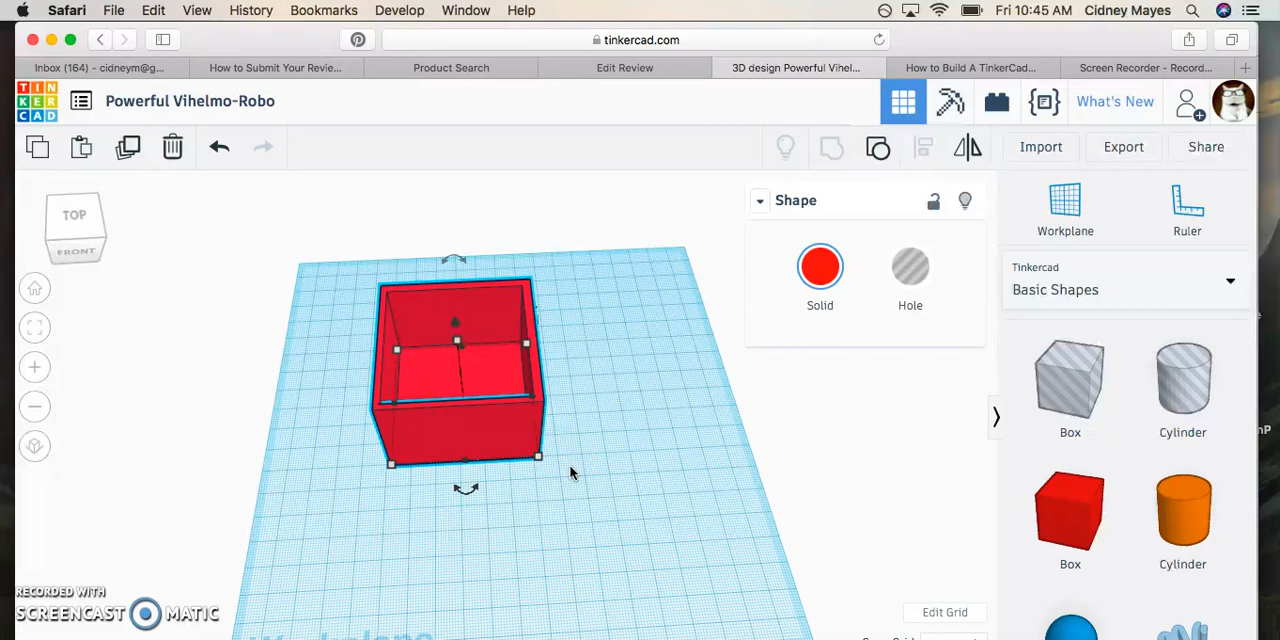 Safari File Edit View History Bookmarks Develop Window Help Fri 10:45 AM Cidney Mayes
tinkercad.com
Inbox (164) - cidneym@g... How to Submit Your Revie... Product Search Edit Review 3D design Powerful Vihel... How to Build A TinkerCad... Screen Recorder - Record...
TIN
KER
CAD
Powerful Vihelmo-Robo
What's New
Import Export Share
TOP
FRONT
Shape
Solid Hole
Workplane Ruler
Tinkercad
Basic Shapes
Box Cylinder
Box Cylinder
Edit Grid
Workplane
RECORDED WITH
SCREENCAST MATIC